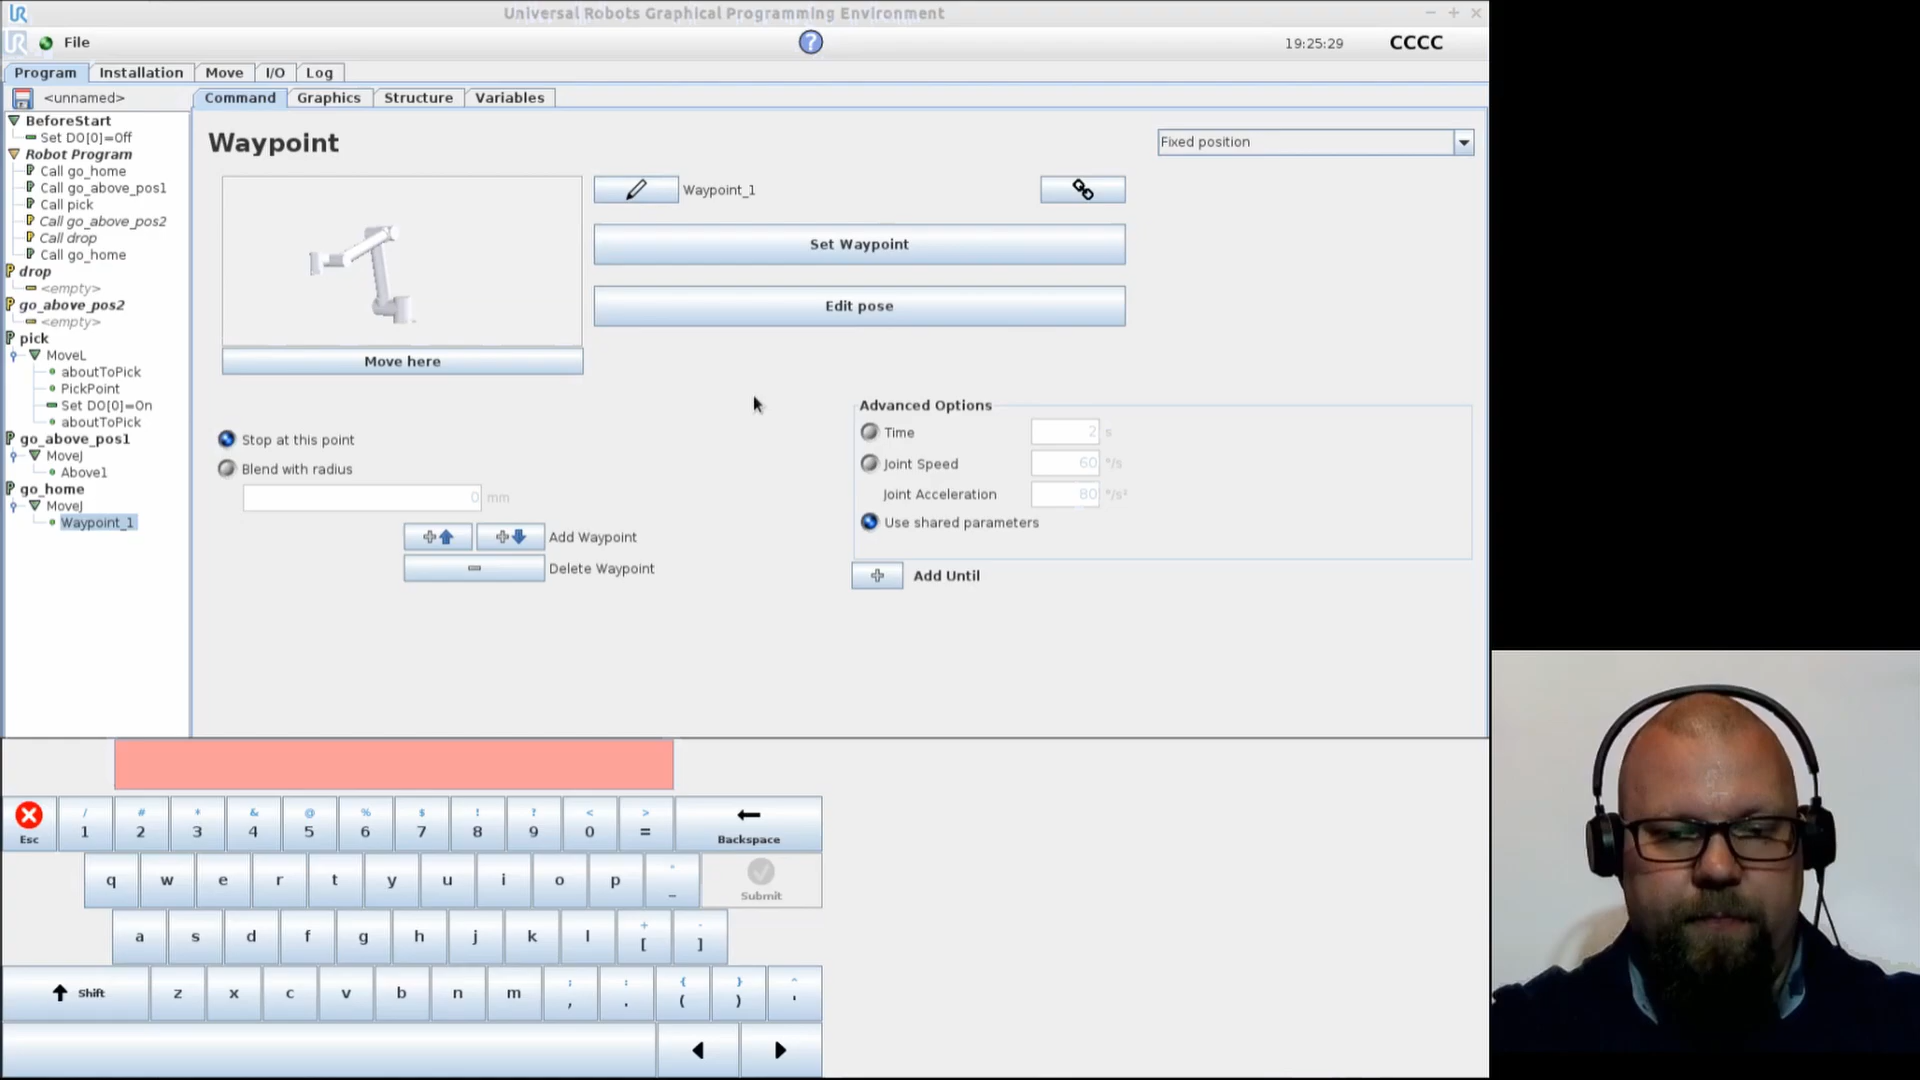 UR Universal Robots Graphical Programming Environment
UR File ? 19:25:29 CCCC
Program Installation Move I/O Log
<unnamed> Command Graphics Structure Variables
BeforeStart
Set DO[0]=Off
Robot Program
Call go_home
Call go_above_pos1
Call pick
Call go_above_pos2
Call drop
Call go_home
P drop
<empty>
P go_above_pos2
<empty>
P pick
MoveL
aboutToPick
PickPoint
Set DO[0]=On
aboutToPick
P go_above_pos1
MoveJ
Above1
P go_home
MoveJ
Waypoint_1
Waypoint
Fixed position
Waypoint_1
Set Waypoint
Edit pose
Move here
Stop at this point
Blend with radius
0 mm
Add Waypoint
Delete Waypoint
Advanced Options
Time 2 s
Joint Speed 60 °/s
Joint Acceleration 80 °/s²
Use shared parameters
Add Until
/ # * & @ % $ ! ? < >
Esc 1 2 3 4 5 6 7 8 9 0 = Backspace
q w e r t y u i o p _ Submit
+ -
a s d f g h j k l [ ]
; : { } ^
Shift z x c v b n m , . ( ) '